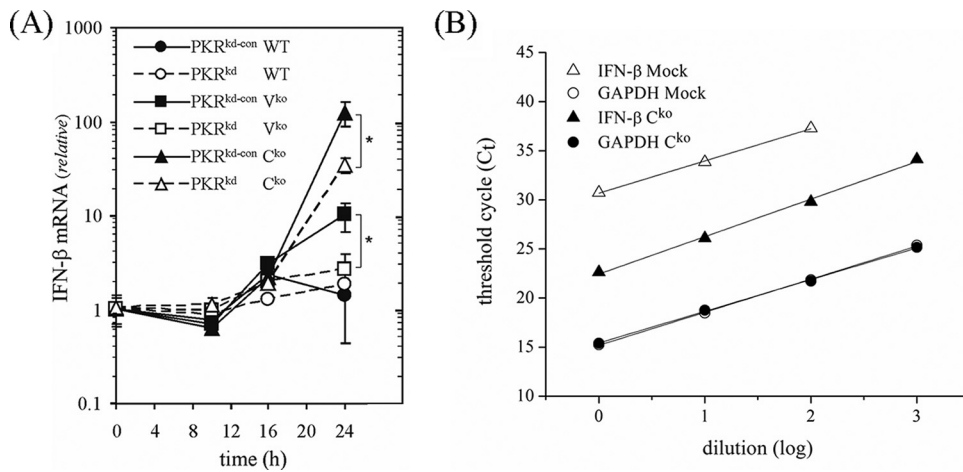 (A)
1000
100
10
1
0.1
IFN-β mRNA (relative)
PKRkd-con WT
PKRkd WT
PKRkd-con Vko
PKRkd Vko
PKRkd-con Cko
PKRkd Cko
*
*
0 4 8 12 16 20 24 28
time (h)
(B)
45
40
35
30
25
20
15
10
threshold cycle (Ct)
IFN-β Mock
GAPDH Mock
IFN-β Cko
GAPDH Cko
0 1 2 3
dilution (log)